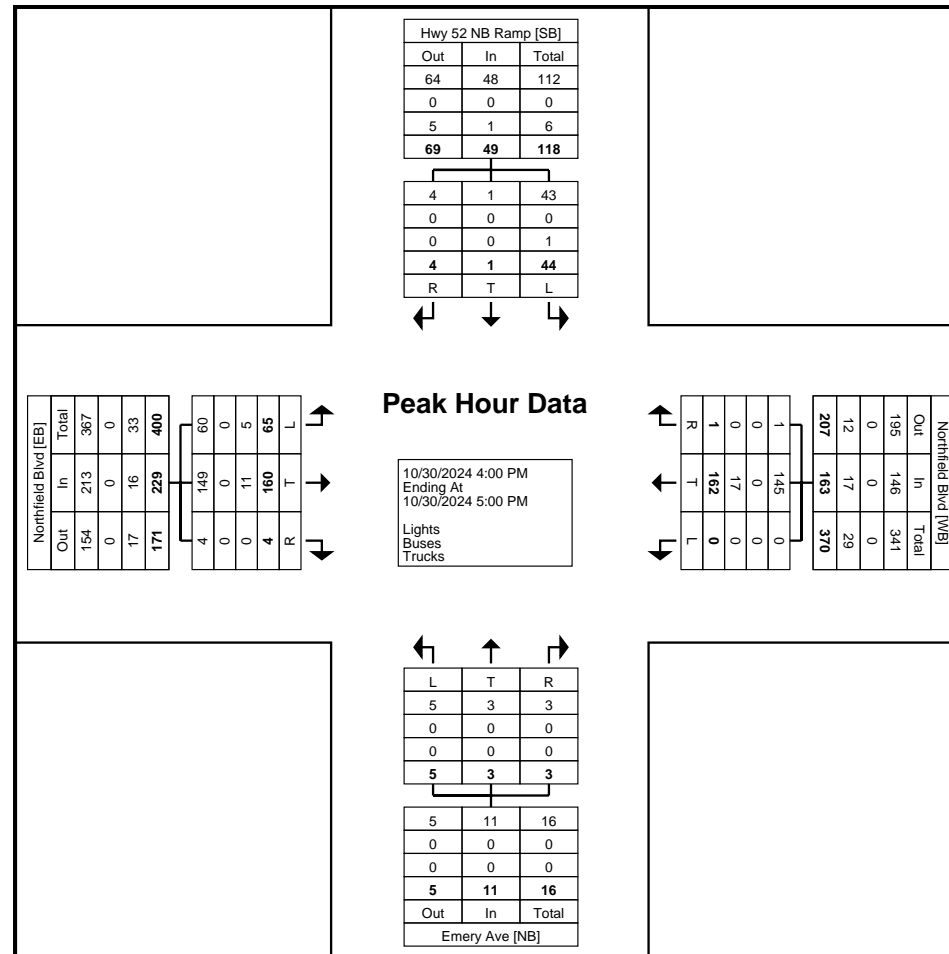 Hwy 52 NB Ramp [SB]
Out In Total
64 48 112
0 0 0
5 1 6
69 49 118
4 1 43
0 0 0
0 0 1
4 1 44
R T L
Peak Hour Data
10/30/2024 4:00 PM
Ending At
10/30/2024 5:00 PM
Lights
Buses
Trucks
Northfield Blvd [EB]
Out In Total
154 213 367
0 0 0
17 16 33
171 229 400
4 149 60
0 0 0
0 11 5
4 160 65
R T L
Northfield Blvd [WB]
Out In Total
195 146 341
0 0 0
12 17 29
207 163 370
1 145 0
0 0 0
0 17 0
1 162 0
R T L
L T R
5 3 3
0 0 0
0 0 0
5 3 3
5 11 16
0 0 0
0 0 0
5 11 16
Out In Total
Emery Ave [NB]